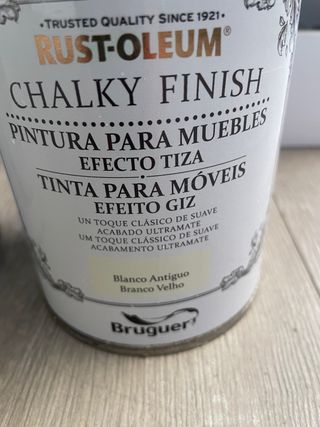 •TRUSTED QUALITY SINCE 1921•
RUST-OLEUM®
CHALKY FINISH
PINTURA PARA MUEBLES
EFECTO TIZA
TINTA PARA MÓVEIS
EFEITO GIZ
UN TOQUE CLÁSICO DE SUAVE
ACABADO ULTRAMATE
UM TOQUE CLÁSSICO DE SUAVE
ACABAMENTO ULTRAMATE
Blanco Antiguo
Branco Velho
Bruguer